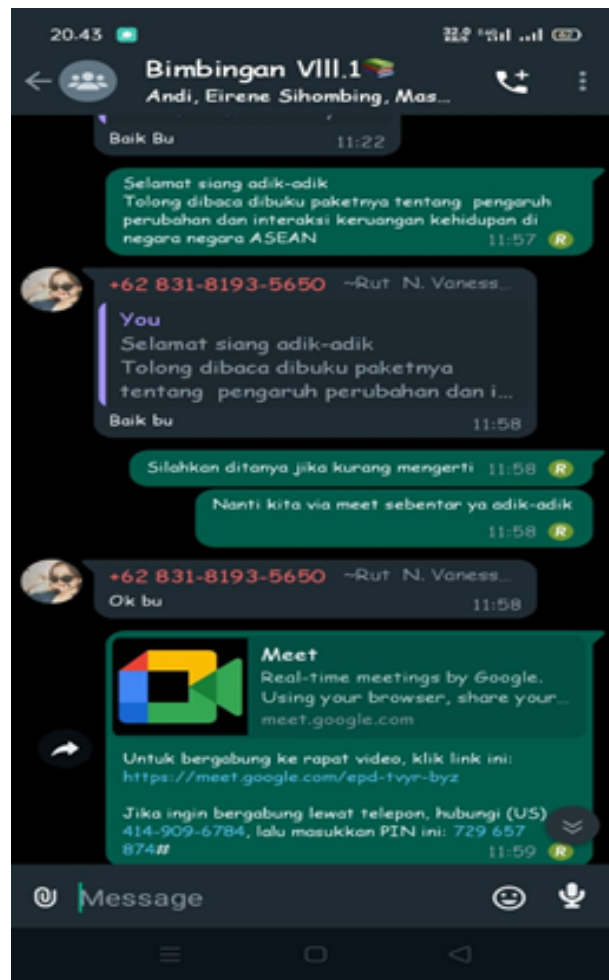 20.43
Bimbingan VIII.1
Andi, Eirene Sihombing, Mas...
Baik Bu
11:22
Selamat siang adik-adik
Tolong dibaca dibuku paketnya tentang pengaruh
perubahan dan interaksi keruangan kehidupan di
negara negara ASEAN
11:57 R
+62 831-8193-5650 ~Rut N. Vaness...
You
Selamat siang adik-adik
Tolong dibaca dibuku paketnya
tentang pengaruh perubahan dan i...
Baik bu
11:58
Silahkan ditanya jika kurang mengerti 11:58 R
Nanti kita via meet sebentar ya adik-adik
11:58 R
+62 831-8193-5650 ~Rut N. Vaness...
Ok bu
11:58
Meet
Real-time meetings by Google.
Using your browser, share your...
meet.google.com
Untuk bergabung ke rapat video, klik link ini:
https://meet.google.com/epd-tvyr-byz
Jika ingin bergabung lewat telepon, hubungi (US)
414-909-6784, lalu masukkan PIN ini: 729 657
874#
11:59 R
Message